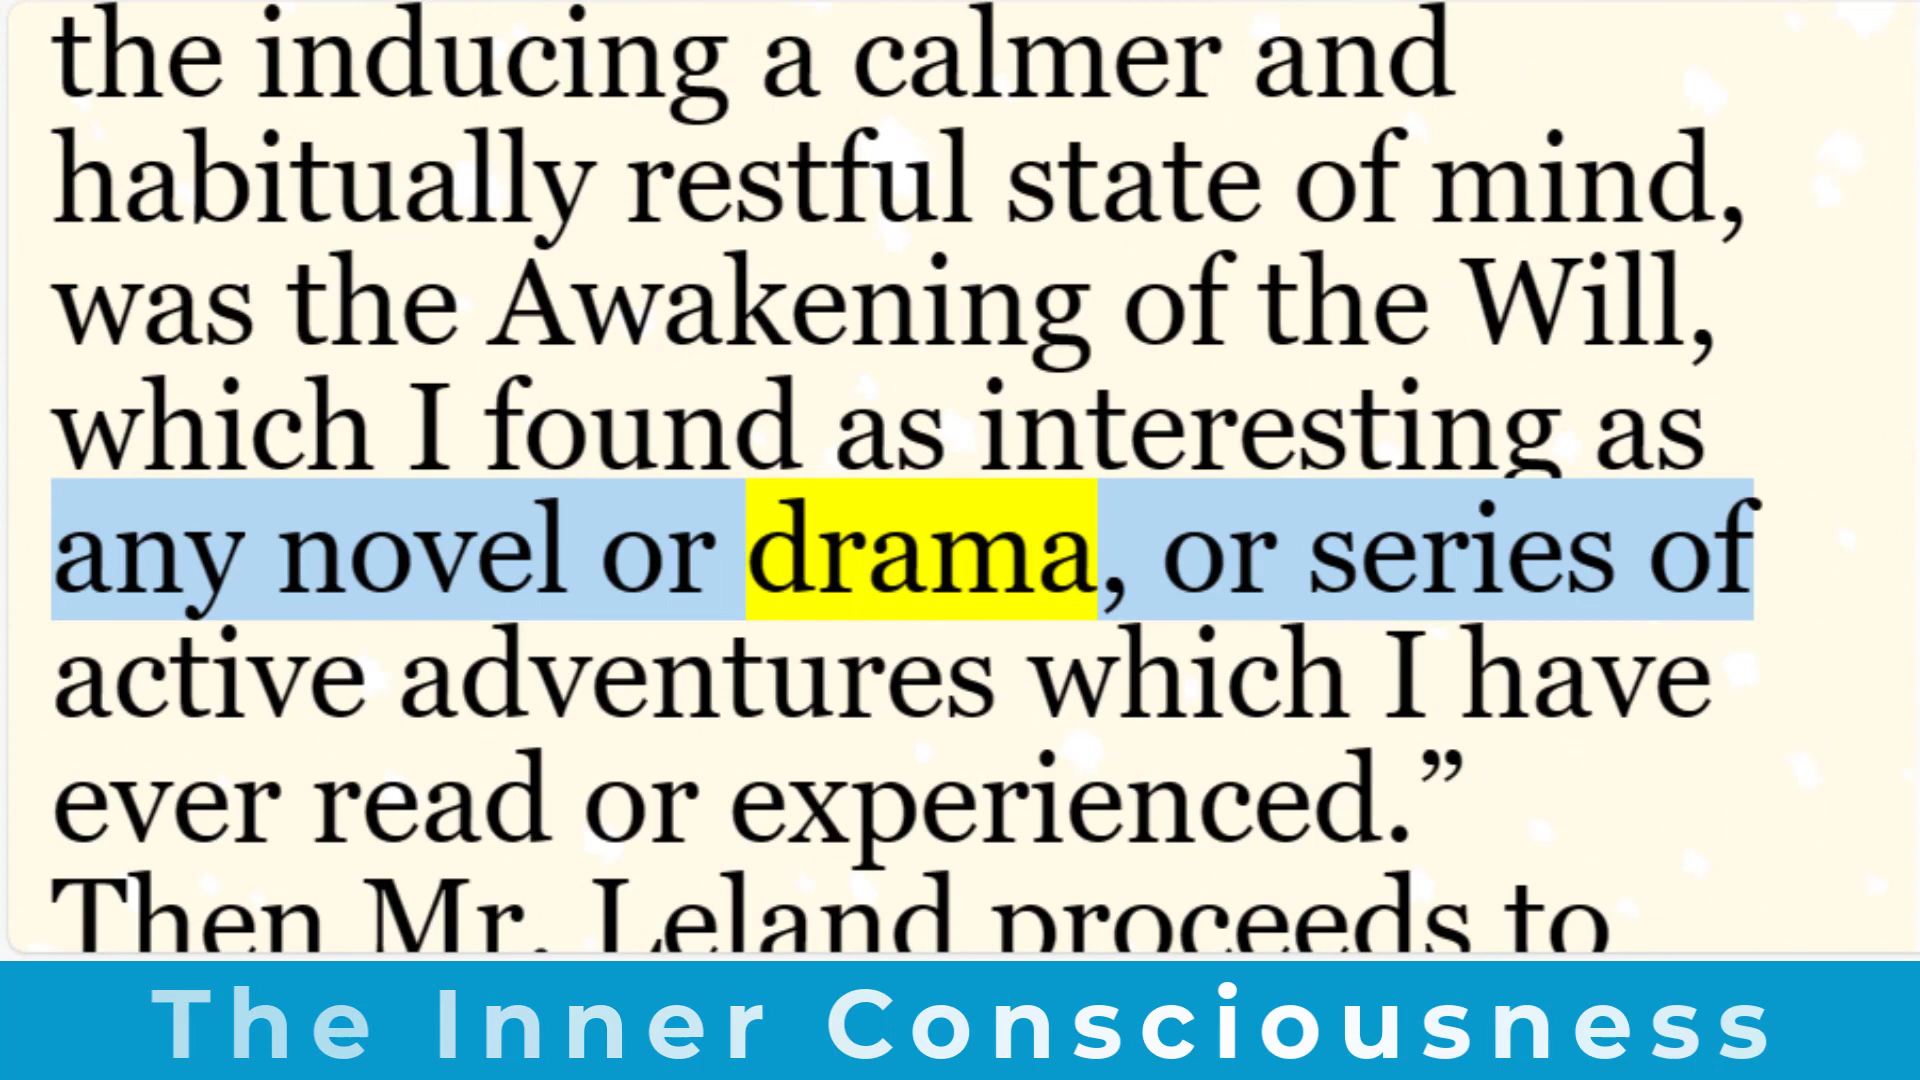 the inducing a calmer and
habitually restful state of mind,
was the Awakening of the Will,
which I found as interesting as
any novel or drama, or series of
active adventures which I have
ever read or experienced.”
Then Mr. Leland proceeds to
The Inner Consciousness